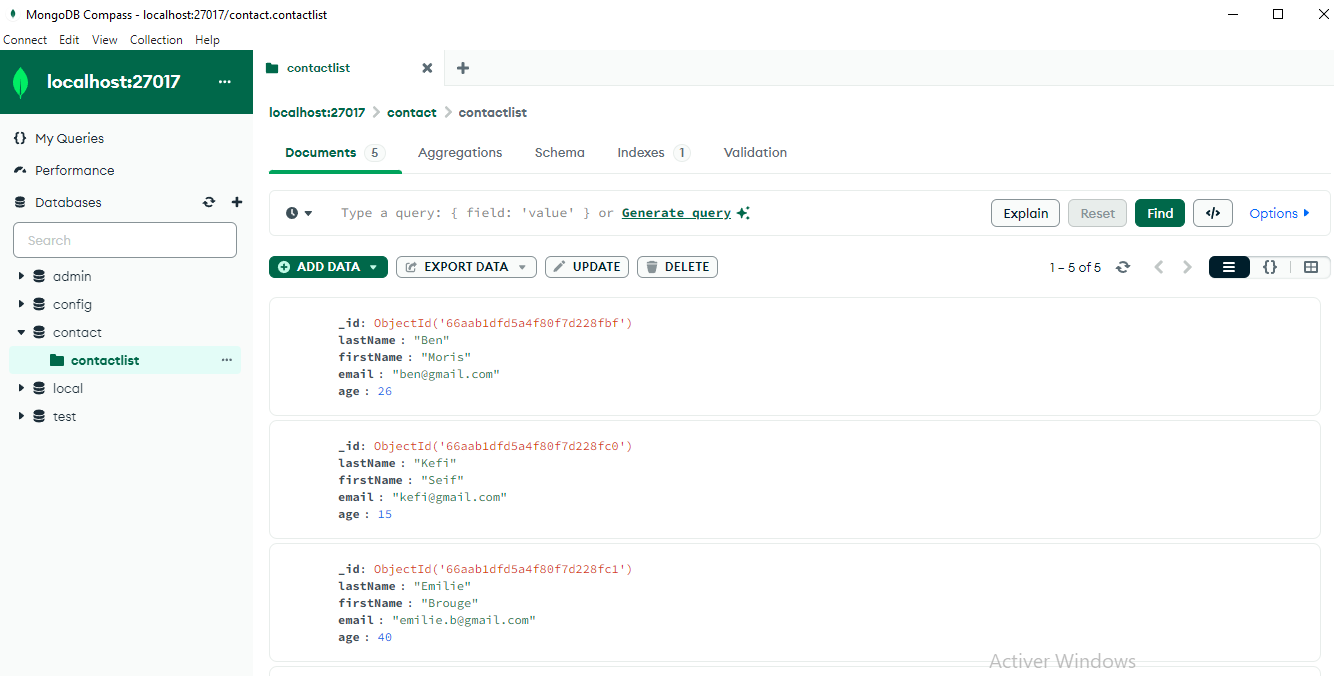 MongoDB Compass - localhost:27017/contact.contactlist
Connect Edit View Collection Help
localhost:27017 ...
My Queries
Performance
Databases
Search
admin
config
contact
contactlist ...
local
test
contactlist
localhost:27017 > contact > contactlist
Documents 5 Aggregations Schema Indexes 1 Validation
Type a query: { field: 'value' } or Generate query
Explain Reset Find </> Options
ADD DATA EXPORT DATA UPDATE DELETE
1 – 5 of 5 {}
_id: ObjectId('66aab1dfd5a4f80f7d228fbf')
lastName : "Ben"
firstName : "Moris"
email : "ben@gmail.com"
age : 26
_id: ObjectId('66aab1dfd5a4f80f7d228fc0')
lastName : "Kefi"
firstName : "Seif"
email : "kefi@gmail.com"
age : 15
_id: ObjectId('66aab1dfd5a4f80f7d228fc1')
lastName : "Emilie"
firstName : "Brouge"
email : "emilie.b@gmail.com"
age : 40
Activer Windows